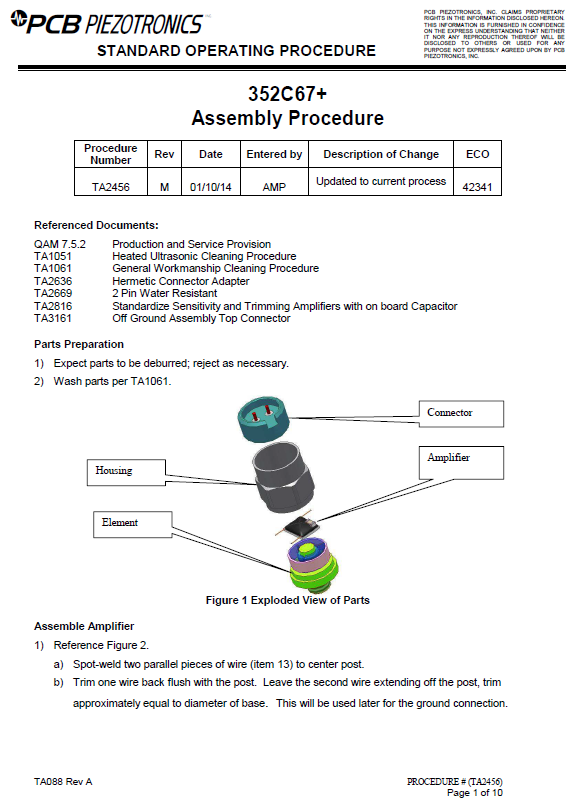 PCB PIEZOTRONICS
STANDARD OPERATING PROCEDURE
PCB PIEZOTRONICS, INC. CLAIMS PROPRIETARY
RIGHTS IN THE INFORMATION DISCLOSED HEREON.
THIS INFORMATION IS FURNISHED IN CONFIDENCE
ON THE EXPRESS UNDERSTANDING THAT NEITHER
IT NOR ANY REPRODUCTION THEREOF WILL BE
DISCLOSED TO OTHERS OR USED FOR ANY
PURPOSE NOT EXPRESSLY AGREED UPON BY PCB
PIEZOTRONICS, INC.
352C67+
Assembly Procedure
Procedure Number Rev Date Entered by Description of Change ECO
TA2456 M 01/10/14 AMP Updated to current process 42341
Referenced Documents:
QAM 7.5.2 Production and Service Provision
TA1051 Heated Ultrasonic Cleaning Procedure
TA1061 General Workmanship Cleaning Procedure
TA2636 Hermetic Connector Adapter
TA2669 2 Pin Water Resistant
TA2816 Standardize Sensitivity and Trimming Amplifiers with on board Capacitor
TA3161 Off Ground Assembly Top Connector
Parts Preparation
1) Expect parts to be deburred; reject as necessary.
2) Wash parts per TA1061.
Connector
Amplifier
Housing
Element
Figure 1 Exploded View of Parts
Assemble Amplifier
1) Reference Figure 2.
a) Spot-weld two parallel pieces of wire (item 13) to center post.
b) Trim one wire back flush with the post. Leave the second wire extending off the post, trim
approximately equal to diameter of base. This will be used later for the ground connection.
TA088 Rev A
PROCEDURE # (TA2456)
Page 1 of 10